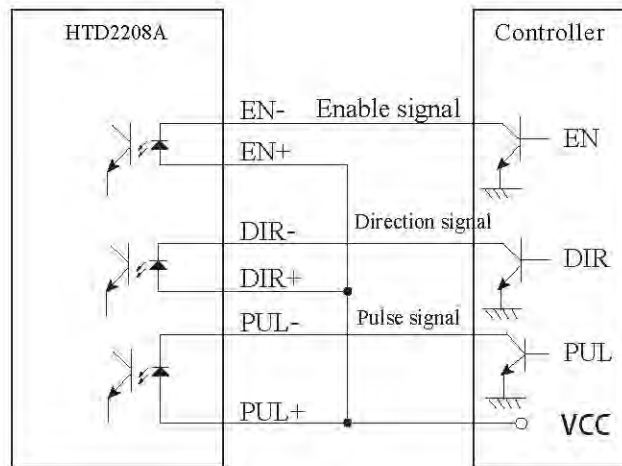 HTD2208A
Controller
EN-
Enable signal
EN
EN+
DIR-
Direction signal
DIR
DIR+
PUL-
Pulse signal
PUL
PUL+
VCC